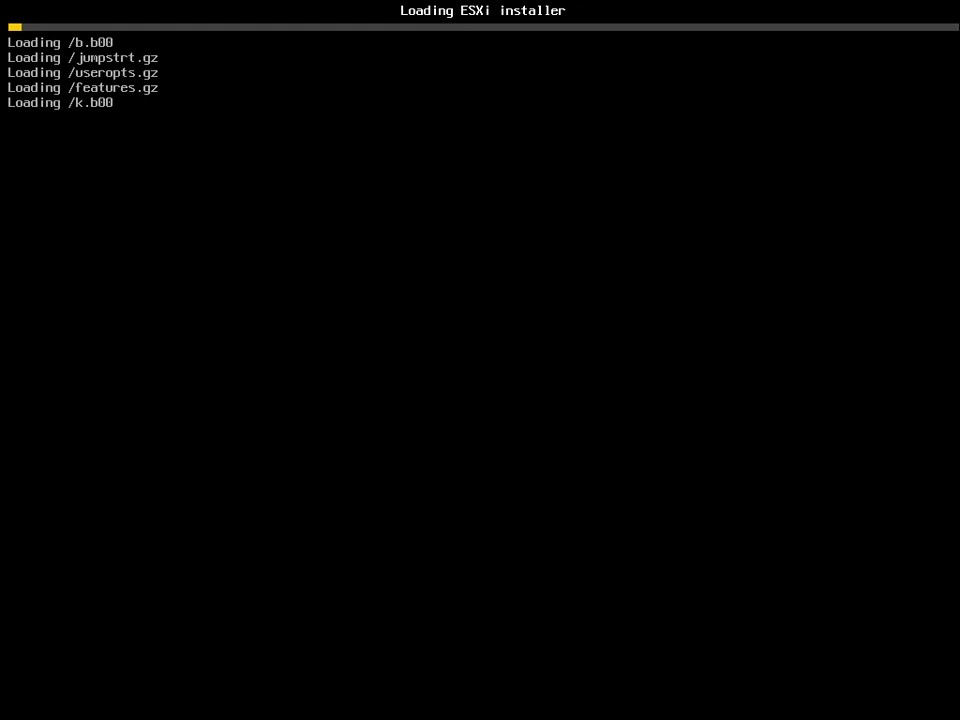 Loading ESXi installer
Loading /b.b00
Loading /jumpstrt.gz
Loading /useropts.gz
Loading /features.gz
Loading /k.b00